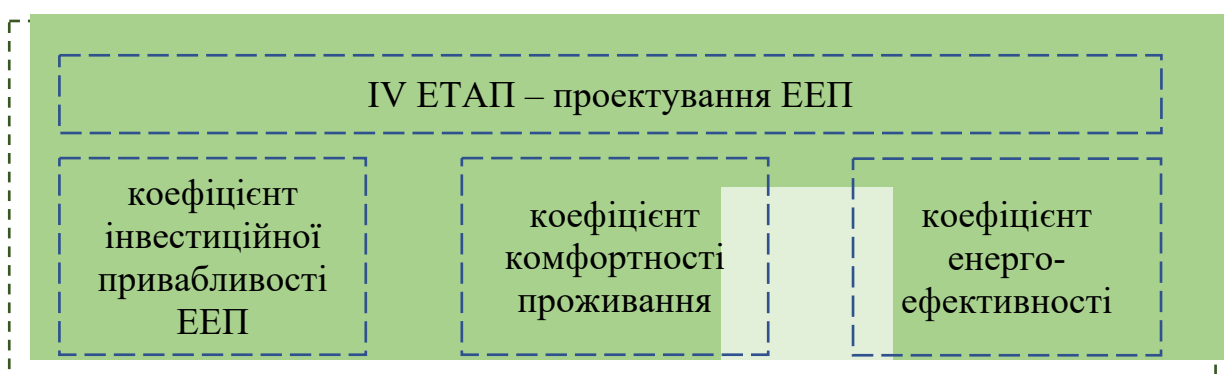 IV ЕТАП – проектування ЕЕП
коефіцієнт
інвестиційної
привабливості
ЕЕП
коефіцієнт
комфортності
проживання
коефіцієнт
енерго-
ефективності